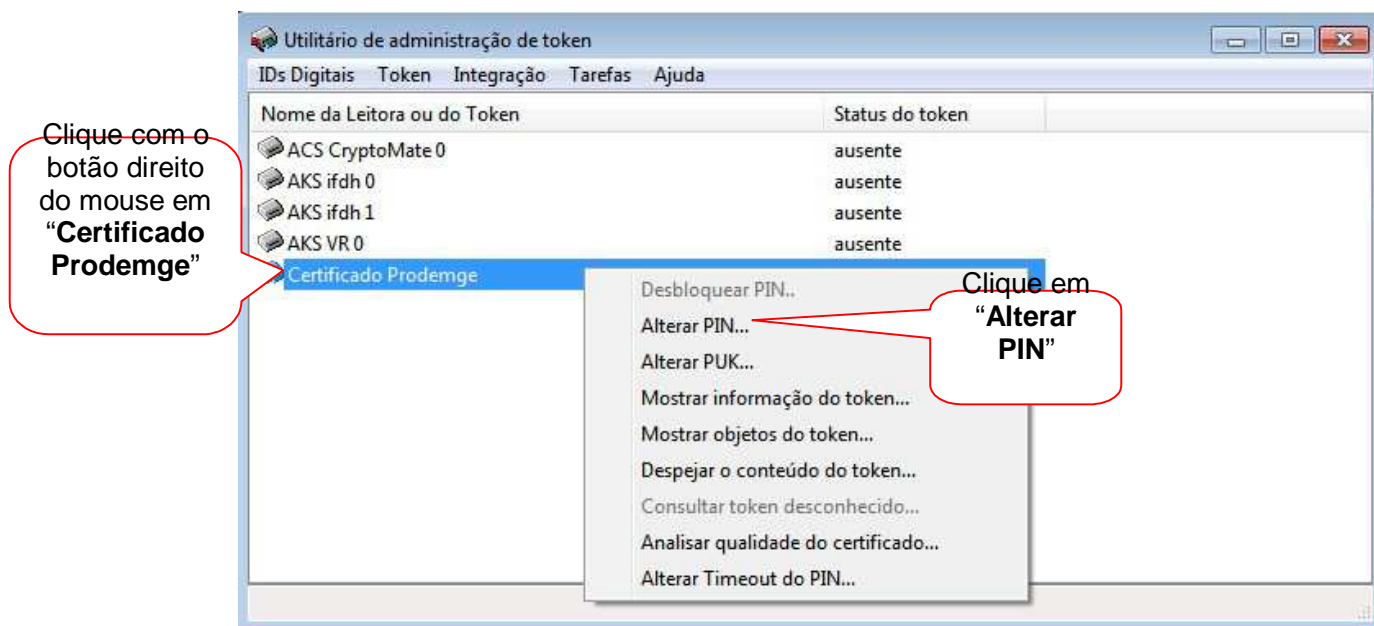 Utilitário de administração de token
IDs Digitais Token Integração Tarefas Ajuda
Nome da Leitora ou do Token Status do token
ACS CryptoMate 0 ausente
AKS ifdh 0 ausente
AKS ifdh 1 ausente
AKS VR 0 ausente
Certificado Prodemge
Clique com o
botão direito
do mouse em
“Certificado
Prodemge”
Desbloquear PIN..
Alterar PIN...
Alterar PUK...
Mostrar informação do token...
Mostrar objetos do token...
Despejar o conteúdo do token...
Consultar token desconhecido...
Analisar qualidade do certificado...
Alterar Timeout do PIN...
Clique em
“Alterar
PIN”